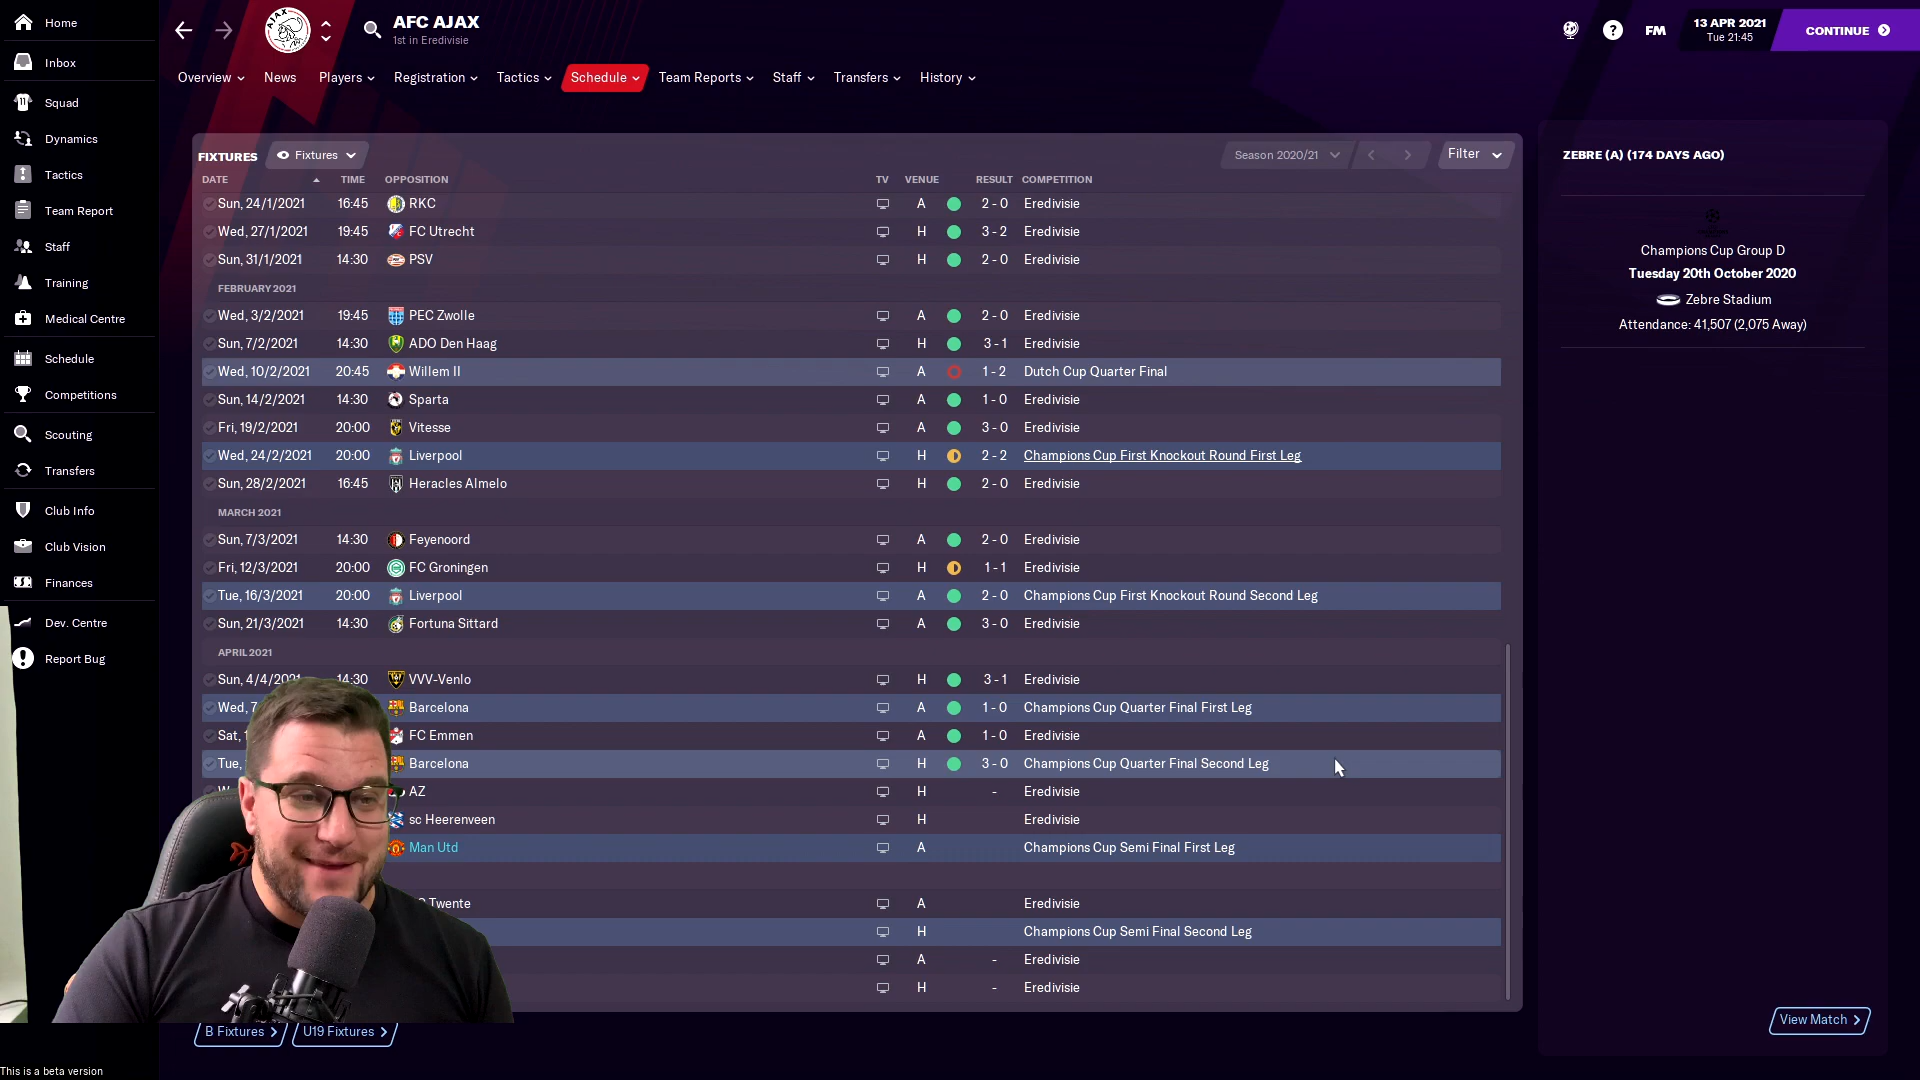 Home
Inbox
Squad
Dynamics
Tactics
Team Report
Staff
Training
Medical Centre
Schedule
Competitions
Scouting
Transfers
Club Info
Club Vision
Finances
Dev. Centre
Report Bug
AJAX
AFC AJAX
1st in Eredivisie
FM
13 APR 2021
Tue 21:45
CONTINUE
Overview News Players Registration Tactics Schedule Team Reports Staff Transfers History
FIXTURES Fixtures Season 2020/21 Filter
DATE TIME OPPOSITION TV VENUE RESULT COMPETITION
Sun, 24/1/2021 16:45 RKC A 2 - 0 Eredivisie
Wed, 27/1/2021 19:45 FC Utrecht H 3 - 2 Eredivisie
Sun, 31/1/2021 14:30 PSV H 2 - 0 Eredivisie
FEBRUARY 2021
Wed, 3/2/2021 19:45 PEC Zwolle A 2 - 0 Eredivisie
Sun, 7/2/2021 14:30 ADO Den Haag H 3 - 1 Eredivisie
Wed, 10/2/2021 20:45 Willem II A 1 - 2 Dutch Cup Quarter Final
Sun, 14/2/2021 14:30 Sparta A 1 - 0 Eredivisie
Fri, 19/2/2021 20:00 Vitesse A 3 - 0 Eredivisie
Wed, 24/2/2021 20:00 Liverpool H 2 - 2 Champions Cup First Knockout Round First Leg
Sun, 28/2/2021 16:45 Heracles Almelo H 2 - 0 Eredivisie
MARCH 2021
Sun, 7/3/2021 14:30 Feyenoord A 2 - 0 Eredivisie
Fri, 12/3/2021 20:00 FC Groningen H 1 - 1 Eredivisie
Tue, 16/3/2021 20:00 Liverpool A 2 - 0 Champions Cup First Knockout Round Second Leg
Sun, 21/3/2021 14:30 Fortuna Sittard A 3 - 0 Eredivisie
APRIL 2021
Sun, 4/4/2021 14:30 VVV-Venlo H 3 - 1 Eredivisie
Wed, 7 Barcelona A 1 - 0 Champions Cup Quarter Final First Leg
Sat, 1 FC Emmen A 1 - 0 Eredivisie
Tue, Barcelona H 3 - 0 Champions Cup Quarter Final Second Leg
AZ H - Eredivisie
sc Heerenveen H Eredivisie
Man Utd A Champions Cup Semi Final First Leg
Twente A Eredivisie
H Champions Cup Semi Final Second Leg
A - Eredivisie
H - Eredivisie
B Fixtures U19 Fixtures
ZEBRE (A) (174 DAYS AGO)
Champions Cup Group D
Tuesday 20th October 2020
Zebre Stadium
Attendance: 41,507 (2,075 Away)
View Match
This is a beta version